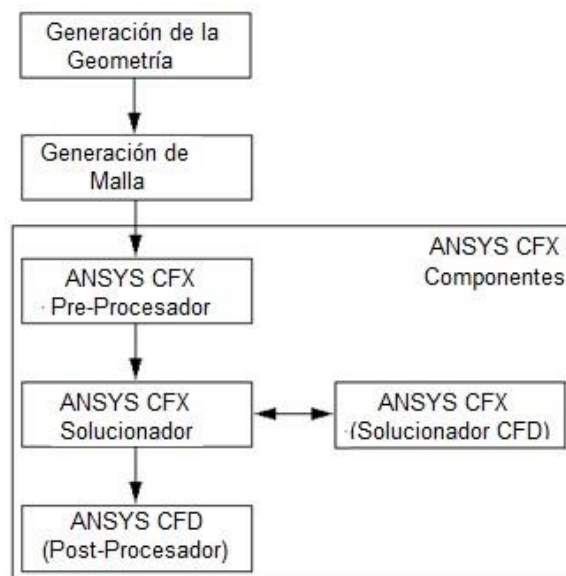 Generación de la
Geometría
Generación de
Malla
ANSYS CFX
Componentes
ANSYS CFX
Pre-Procesador
ANSYS CFX
Solucionador
ANSYS CFX
(Solucionador CFD)
ANSYS CFD
(Post-Procesador)